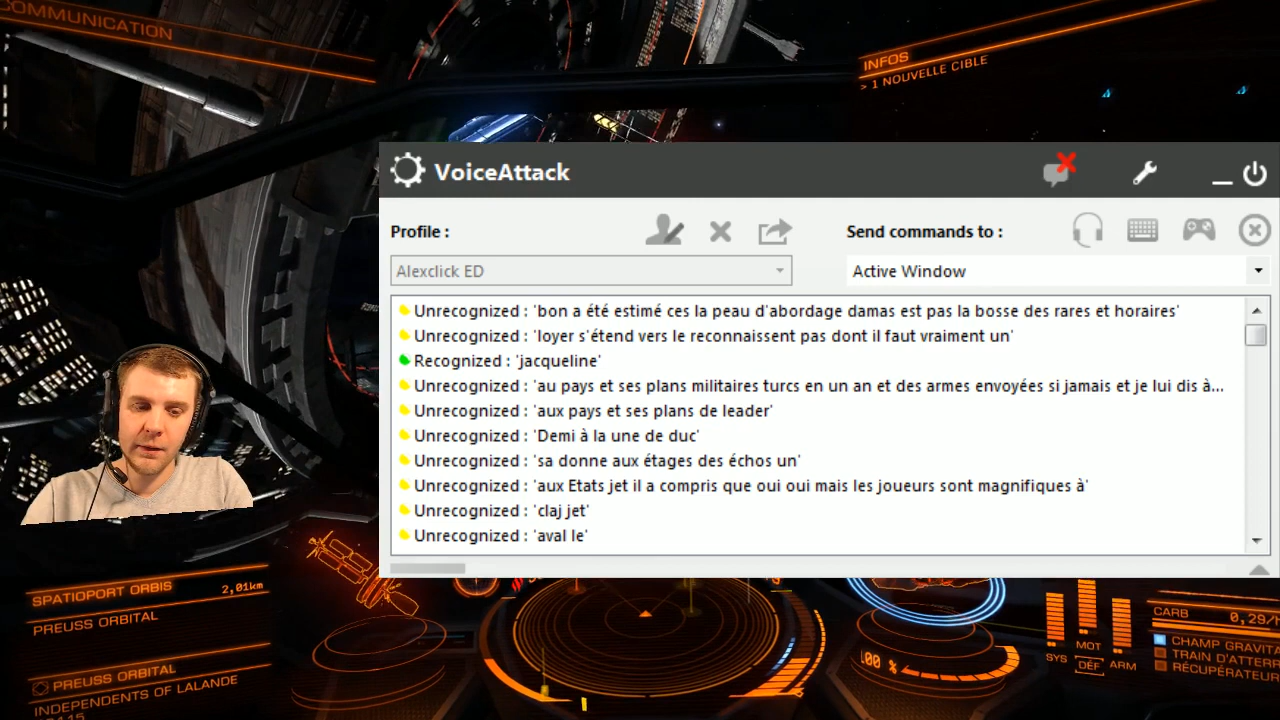 COMMUNICATION
INFOS
> 1 NOUVELLE CIBLE
VoiceAttack
Profile :
Send commands to :
Alexclick ED
Active Window
Unrecognized : 'bon a été estimé ces la peau d'abordage damas est pas la bosse des rares et horaires'
Unrecognized : 'loyer s'étend vers le reconnaissent pas dont il faut vraiment un'
Recognized : 'jacqueline'
Unrecognized : 'au pays et ses plans militaires turcs en un an et des armes envoyées si jamais et je lui dis à...
Unrecognized : 'aux pays et ses plans de leader'
Unrecognized : 'Demi à la une de duc'
Unrecognized : 'sa donne aux étages des échos un'
Unrecognized : 'aux Etats jet il a compris que oui oui mais les joueurs sont magnifiques à'
Unrecognized : 'claj jet'
Unrecognized : 'aval le'
SPATIOPORT ORBIS 2,01km
PREUSS ORBITAL
PREUSS ORBITAL
INDEPENDENTS OF LALANDE
SYS MOT ARM
DÉF
CARB 0,29/
CHAMP GRAVITA
TRAIN D'ATTERR
RÉCUPÉRATEUR